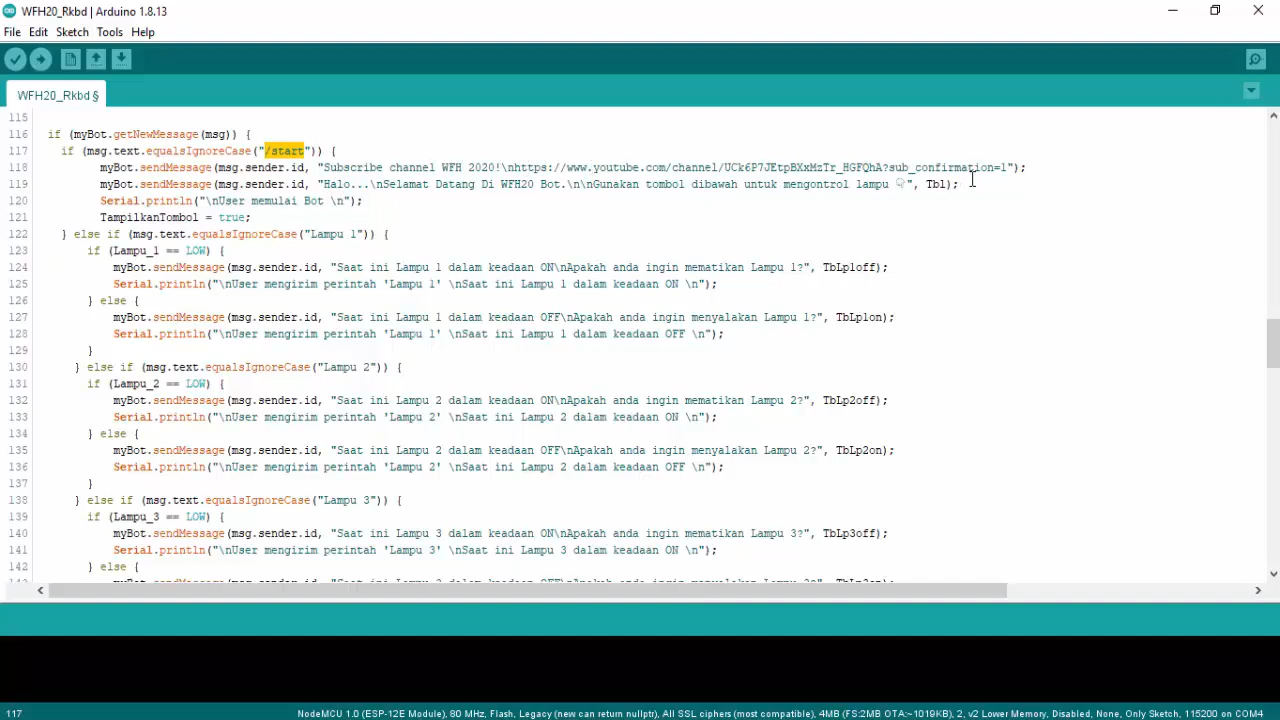 WFH20_Rkbd | Arduino 1.8.13
File Edit Sketch Tools Help
WFH20_Rkbd §
115
116 if (myBot.getNewMessage(msg)) {
117 if (msg.text.equalsIgnoreCase("/start")) {
118 myBot.sendMessage(msg.sender.id, "Subscribe channel WFH 2020!\nhttps://www.youtube.com/channel/UCk6P7JEtpBXxMzTr_HGFQhA?sub_confirmation=1");
119 myBot.sendMessage(msg.sender.id, "Halo...\nSelamat Datang Di WFH20 Bot.\n\nGunakan tombol dibawah untuk mengontrol lampu 👇", Tbl);
120 Serial.println("\nUser memulai Bot \n");
121 TampilkanTombol = true;
122 } else if (msg.text.equalsIgnoreCase("Lampu 1")) {
123 if (Lampu_1 == LOW) {
124 myBot.sendMessage(msg.sender.id, "Saat ini Lampu 1 dalam keadaan ON\nApakah anda ingin mematikan Lampu 1?", TbLp1off);
125 Serial.println("\nUser mengirim perintah 'Lampu 1' \nSaat ini Lampu 1 dalam keadaan ON \n");
126 } else {
127 myBot.sendMessage(msg.sender.id, "Saat ini Lampu 1 dalam keadaan OFF\nApakah anda ingin menyalakan Lampu 1?", TbLp1on);
128 Serial.println("\nUser mengirim perintah 'Lampu 1' \nSaat ini Lampu 1 dalam keadaan OFF \n");
129 }
130 } else if (msg.text.equalsIgnoreCase("Lampu 2")) {
131 if (Lampu_2 == LOW) {
132 myBot.sendMessage(msg.sender.id, "Saat ini Lampu 2 dalam keadaan ON\nApakah anda ingin mematikan Lampu 2?", TbLp2off);
133 Serial.println("\nUser mengirim perintah 'Lampu 2' \nSaat ini Lampu 2 dalam keadaan ON \n");
134 } else {
135 myBot.sendMessage(msg.sender.id, "Saat ini Lampu 2 dalam keadaan OFF\nApakah anda ingin menyalakan Lampu 2?", TbLp2on);
136 Serial.println("\nUser mengirim perintah 'Lampu 2' \nSaat ini Lampu 2 dalam keadaan OFF \n");
137 }
138 } else if (msg.text.equalsIgnoreCase("Lampu 3")) {
139 if (Lampu_3 == LOW) {
140 myBot.sendMessage(msg.sender.id, "Saat ini Lampu 3 dalam keadaan ON\nApakah anda ingin mematikan Lampu 3?", TbLp3off);
141 Serial.println("\nUser mengirim perintah 'Lampu 3' \nSaat ini Lampu 3 dalam keadaan ON \n");
142 } else {
117 NodeMCU 1.0 (ESP-12E Module), 80 MHz, Flash, Legacy (new can return nullptr), All SSL ciphers (most compatible), 4MB (FS:2MB OTA:~1019KB), 2, v2 Lower Memory, Disabled, None, Only Sketch, 115200 on COM4